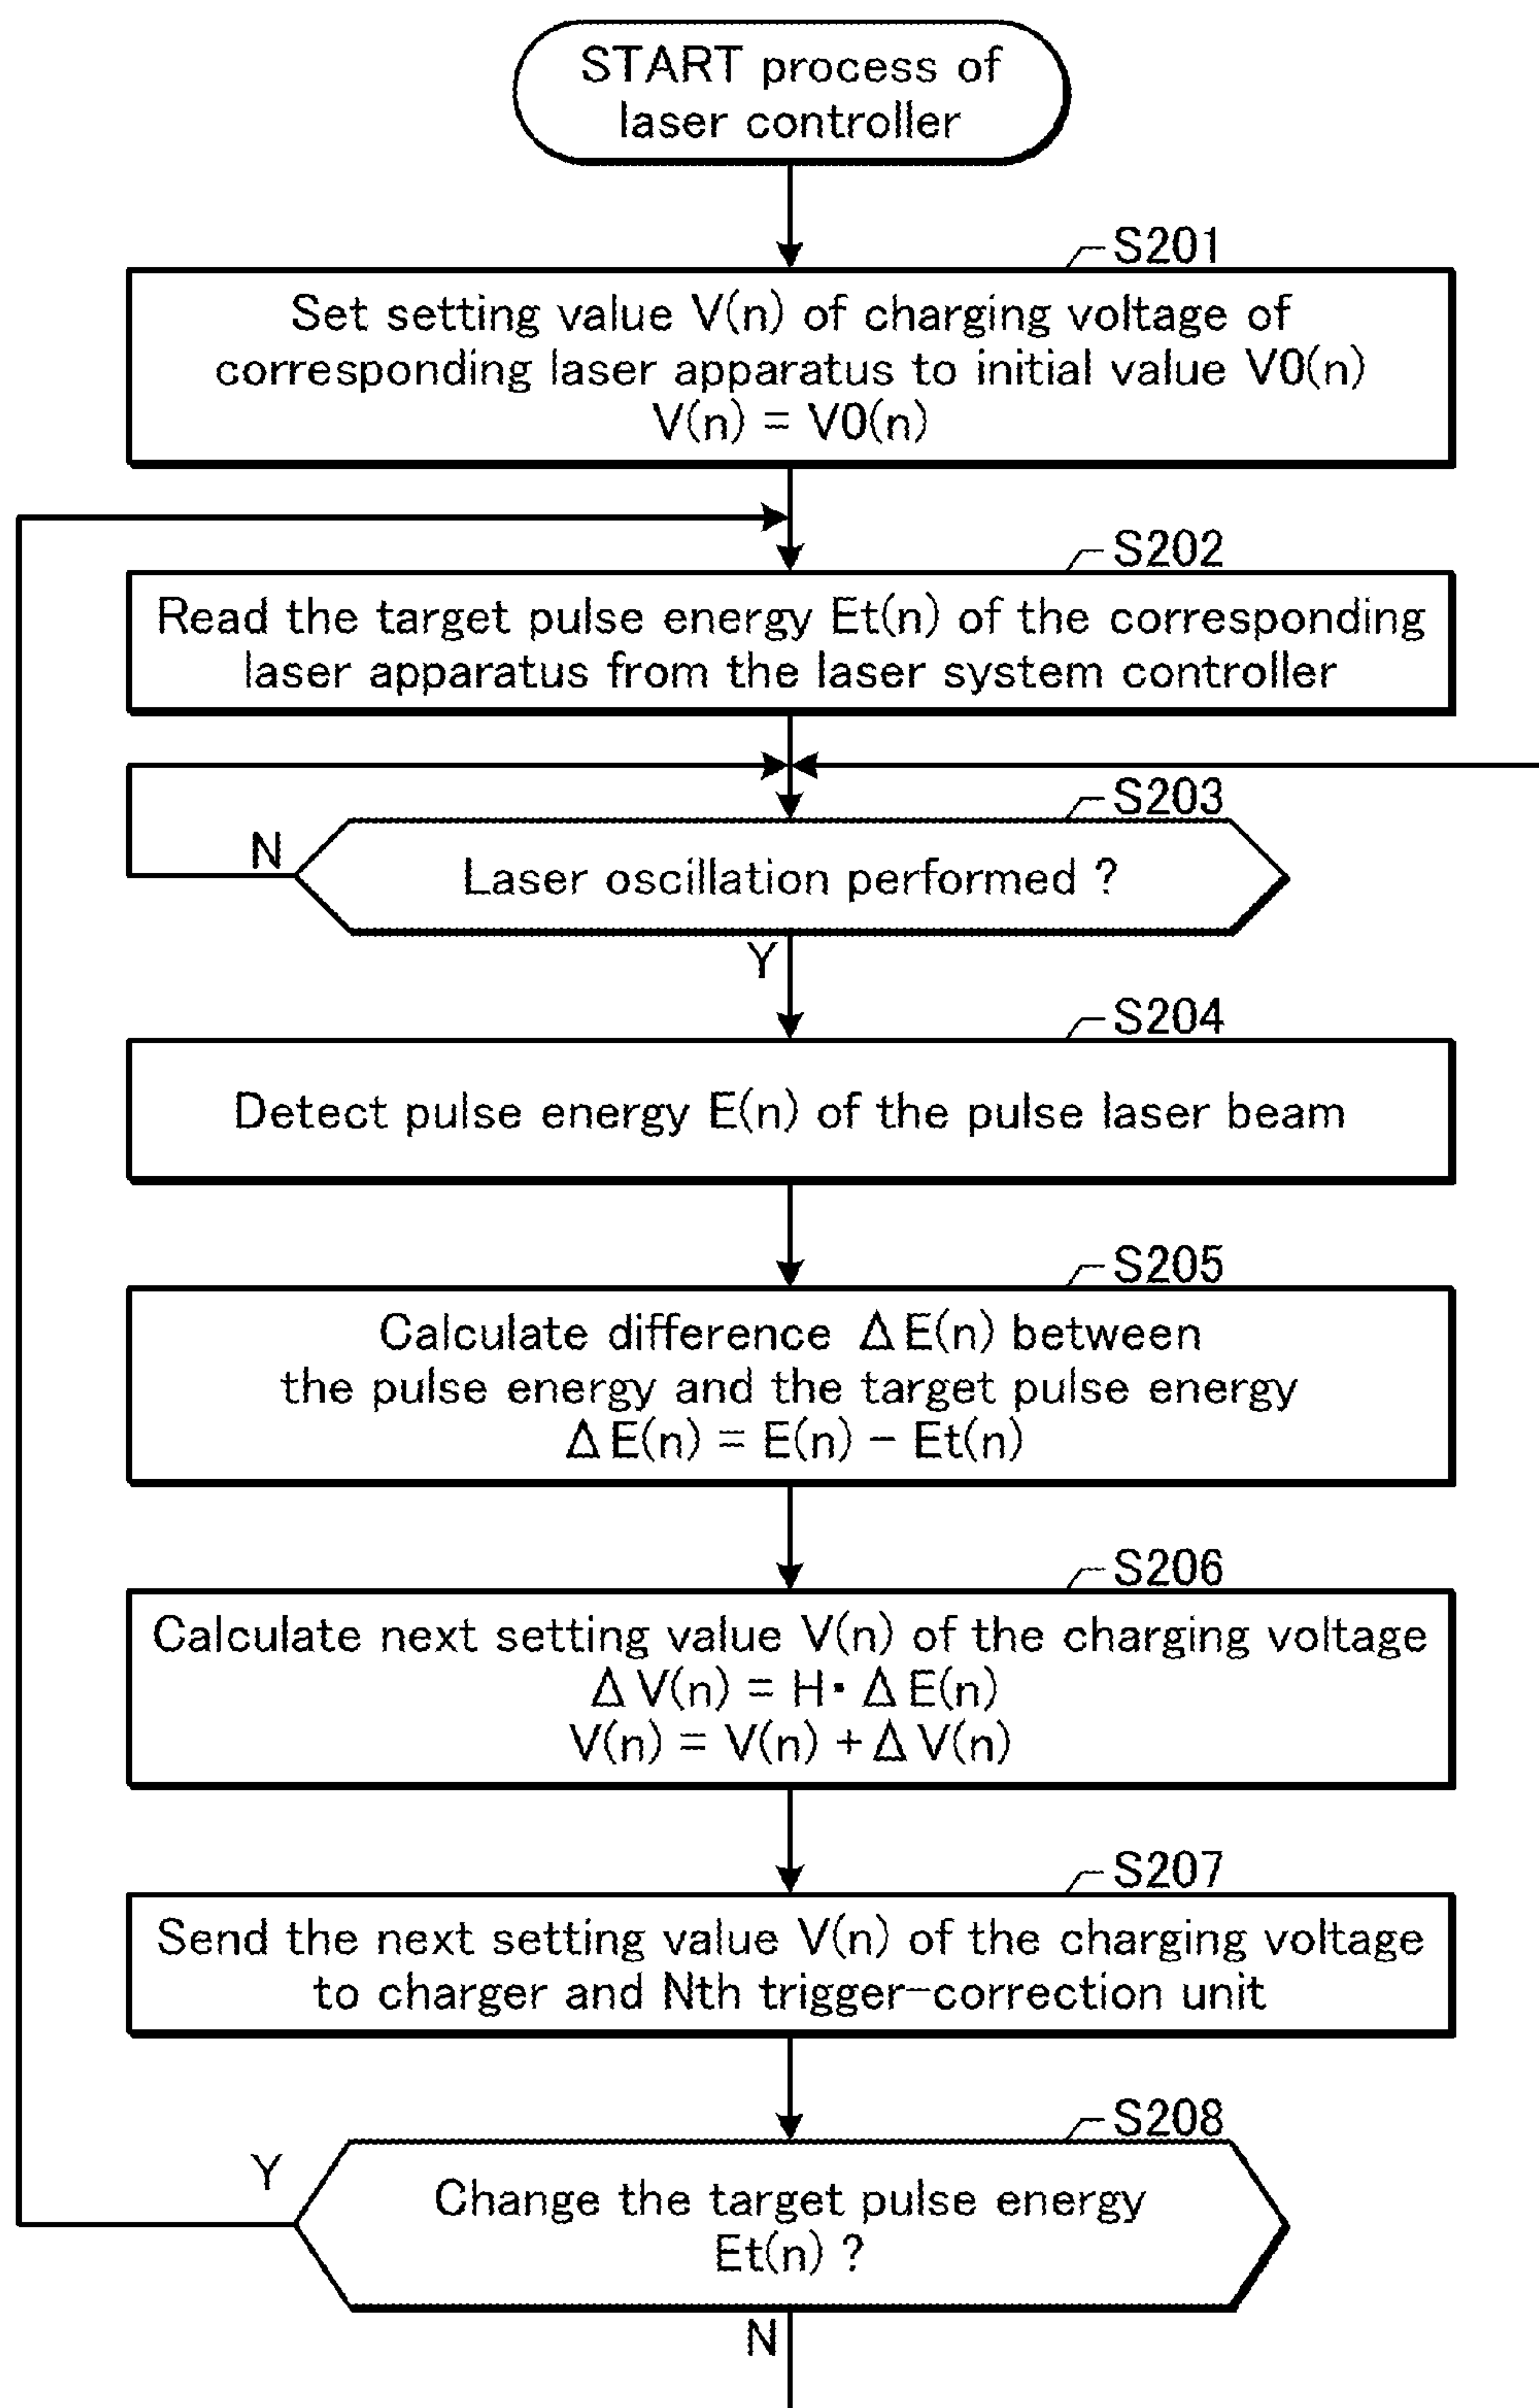 START process of
laser controller
S201
Set setting value V(n) of charging voltage of
corresponding laser apparatus to initial value V0(n)
V(n) = V0(n)
S202
Read the target pulse energy Et(n) of the corresponding
laser apparatus from the laser system controller
S203
N
Laser oscillation performed ?
Y
S204
Detect pulse energy E(n) of the pulse laser beam
S205
Calculate difference ΔE(n) between
the pulse energy and the target pulse energy
ΔE(n) = E(n) − Et(n)
S206
Calculate next setting value V(n) of the charging voltage
ΔV(n) = H・ΔE(n)
V(n) = V(n) + ΔV(n)
S207
Send the next setting value V(n) of the charging voltage
to charger and Nth trigger-correction unit
S208
Y
Change the target pulse energy
Et(n) ?
N